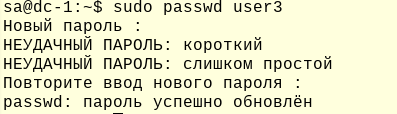 sa@dc-1:~$ sudo passwd user3
Новый пароль :
НЕУДАЧНЫЙ ПАРОЛЬ: короткий
НЕУДАЧНЫЙ ПАРОЛЬ: слишком простой
Повторите ввод нового пароля :
passwd: пароль успешно обновлён